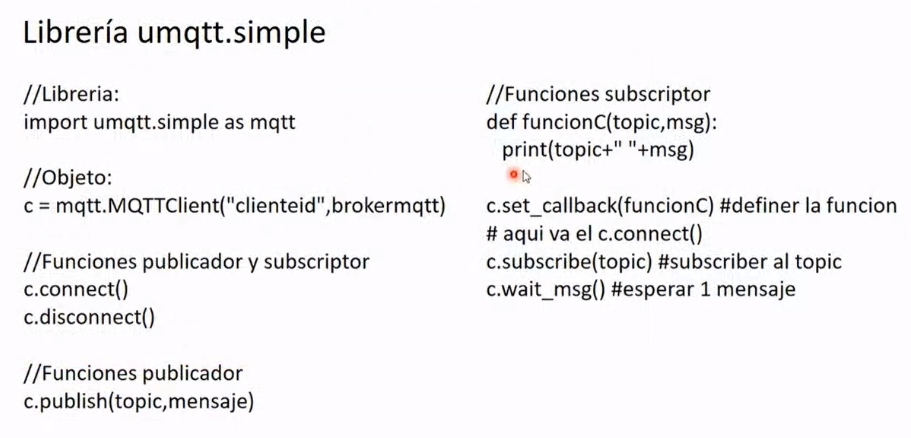 Librería umqtt.simple
//Libreria:
import umqtt.simple as mqtt
//Objeto:
c = mqtt.MQTTClient("clienteid",brokermqtt)
//Funciones publicador y subscriptor
c.connect()
c.disconnect()
//Funciones publicador
c.publish(topic,mensaje)
//Funciones subscriptor
def funcionC(topic,msg):
print(topic+" "+msg)
c.set_callback(funcionC) #definer la funcion
# aqui va el c.connect()
c.subscribe(topic) #subscriber al topic
c.wait_msg() #esperar 1 mensaje